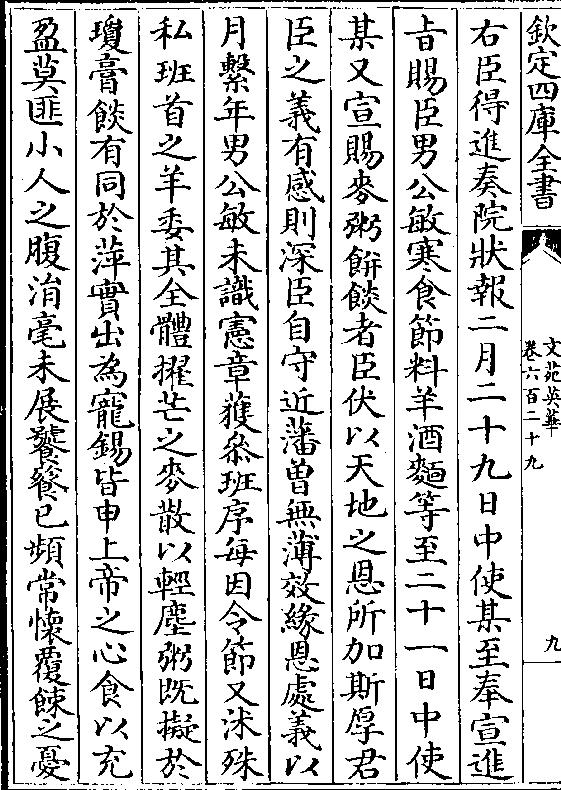 欽定四庫全書
文苑英華
卷六百二十九
九
右臣得進奏院狀報二月二十九日中使某至奉宣進
㫖賜臣男公敏寒食節料羊酒麵等至二十一日中使
某又宣賜麥粥餅餤者臣伏以天地之恩所加斯厚君
臣之義有感則深臣自守近藩曽無薄效緣恩處義以
月繫年男公敏未識憲章蓰叅班序每因令節又沐殊
私班首之羊委其全體擢芒之麥散以輕塵粥既擬於
瓊膏餤有同於萍實出為寵錫皆申上帝之心食以充
盈莫匪小人之腹消毫未展饕餮已頻常懷覆餗之憂